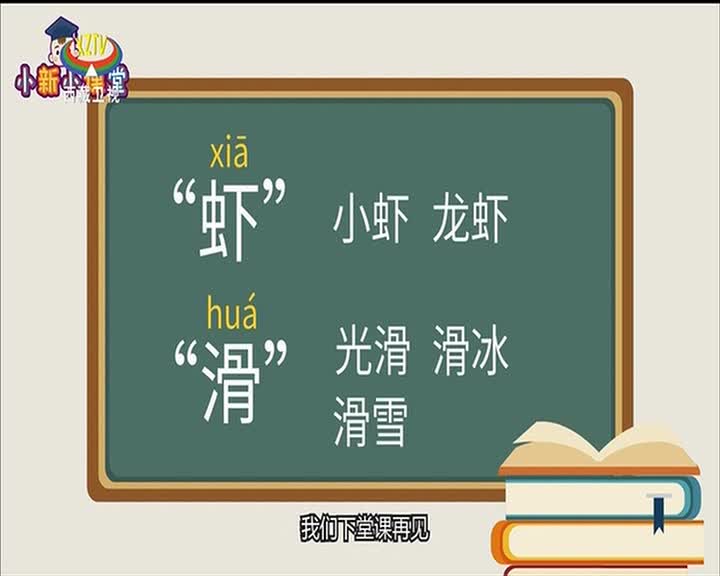 XZTV
西藏卫视
小新小课堂
xiā
“虾” 小虾 龙虾
huá
“滑” 光滑 滑冰
滑雪
我们下堂课再见